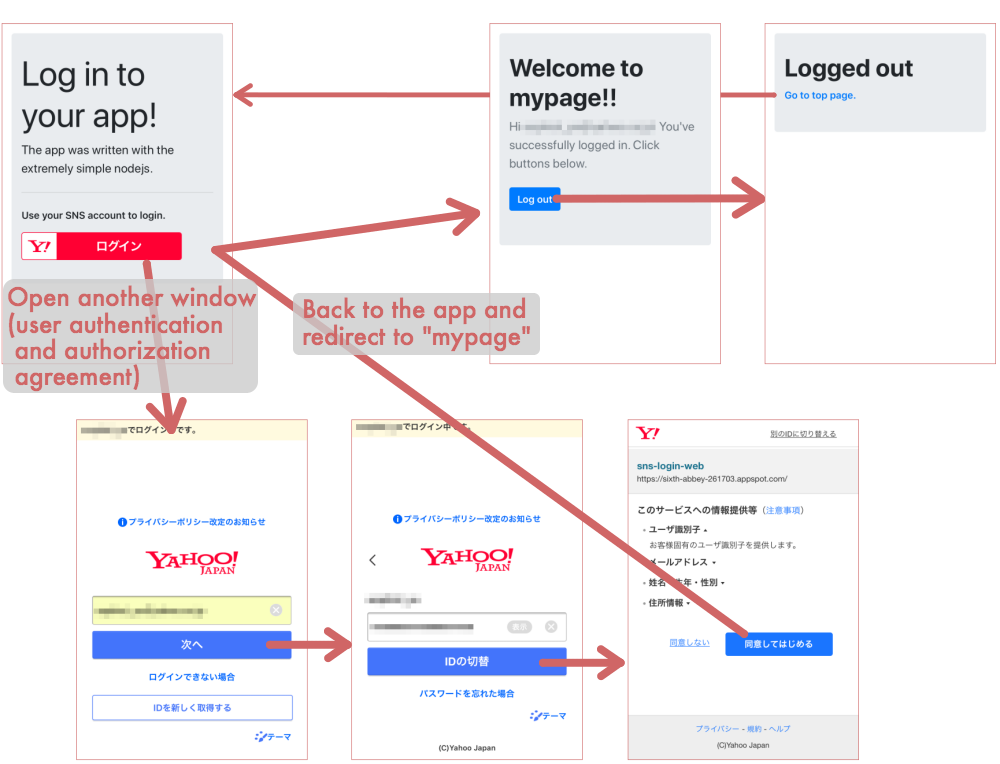 Log in to
your app!
The app was written with the
extremely simple nodejs.
Use your SNS account to login.
Y! ログイン
Open another window
(user authentication
and authorization
agreement)
Welcome to
mypage!!
Hi You've
successfully logged in. Click
buttons below.
Log out
Back to the app and
redirect to "mypage"
Logged out
Go to top page.
でログイン中です。
プライバシーポリシー改定のお知らせ
YAHOO!
JAPAN
次へ
ログインできない場合
IDを新しく取得する
テーマ
でログイン中です。
プライバシーポリシー改定のお知らせ
YAHOO!
JAPAN
表示
IDの切替
パスワードを忘れた場合
テーマ
(C)Yahoo Japan
Y! 別のIDに切り替える
sns-login-web
https://sixth-abbey-261703.appspot.com/
このサービスへの情報提供等（注意事項）
ユーザ識別子
お客様固有のユーザ識別子を提供します。
メールアドレス
姓名・生年・性別
住所情報
同意しない 同意してはじめる
プライバシー - 規約 - ヘルプ
(C)Yahoo Japan